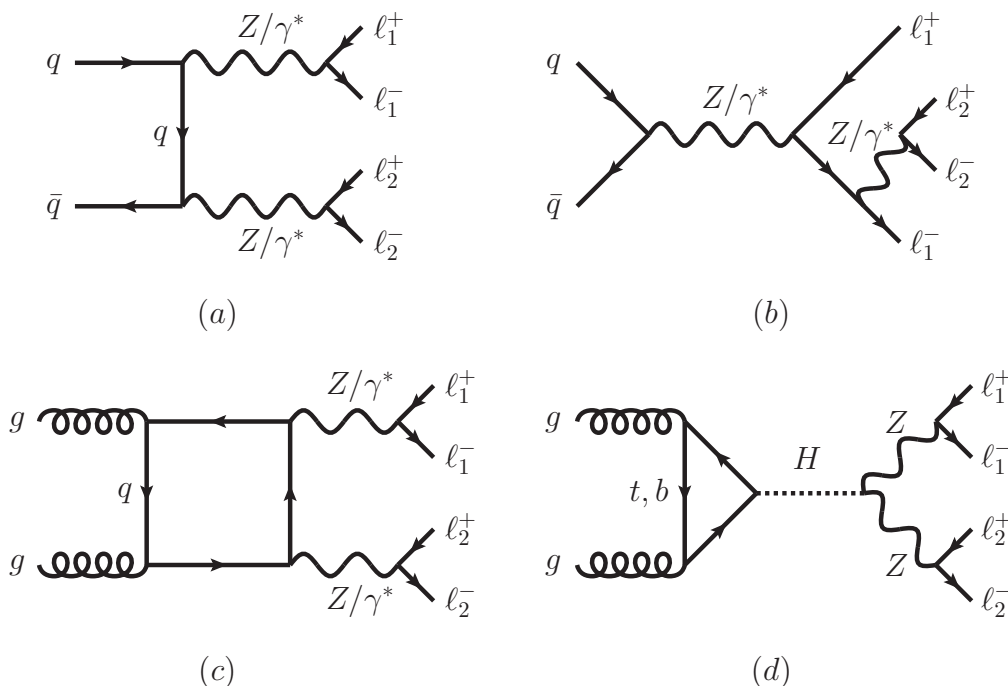 q
q̄
q
Z/γ*
Z/γ*
ℓ₁⁺
ℓ₁⁻
ℓ₂⁺
ℓ₂⁻
(a)
q
q̄
Z/γ*
Z/γ*
ℓ₁⁺
ℓ₂⁺
ℓ₂⁻
ℓ₁⁻
(b)
g
g
q
Z/γ*
Z/γ*
ℓ₁⁺
ℓ₁⁻
ℓ₂⁺
ℓ₂⁻
(c)
g
g
t, b
H
Z
Z
ℓ₁⁺
ℓ₁⁻
ℓ₂⁺
ℓ₂⁻
(d)